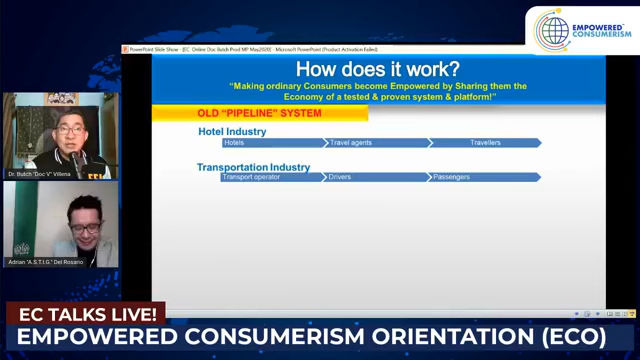 EMPOWERED
CONSUMERISM
PowerPoint Slide Show - [EC Online Doc Butch Prod MP May2020] - Microsoft PowerPoint (Product Activation Failed)
How does it work?
“Making ordinary Consumers become Empowered by Sharing them the
Economy of a tested & proven system & platform!”
OLD “PIPELINE” SYSTEM
Hotel Industry
Hotels Travel agents Travellers
Transportation Industry
Transport operator Drivers Passengers
Dr. Butch "Doc V" Villena
Adrian "A.S.T.I.G." Del Rosario
EC TALKS LIVE!
EMPOWERED CONSUMERISM ORIENTATION (ECO)